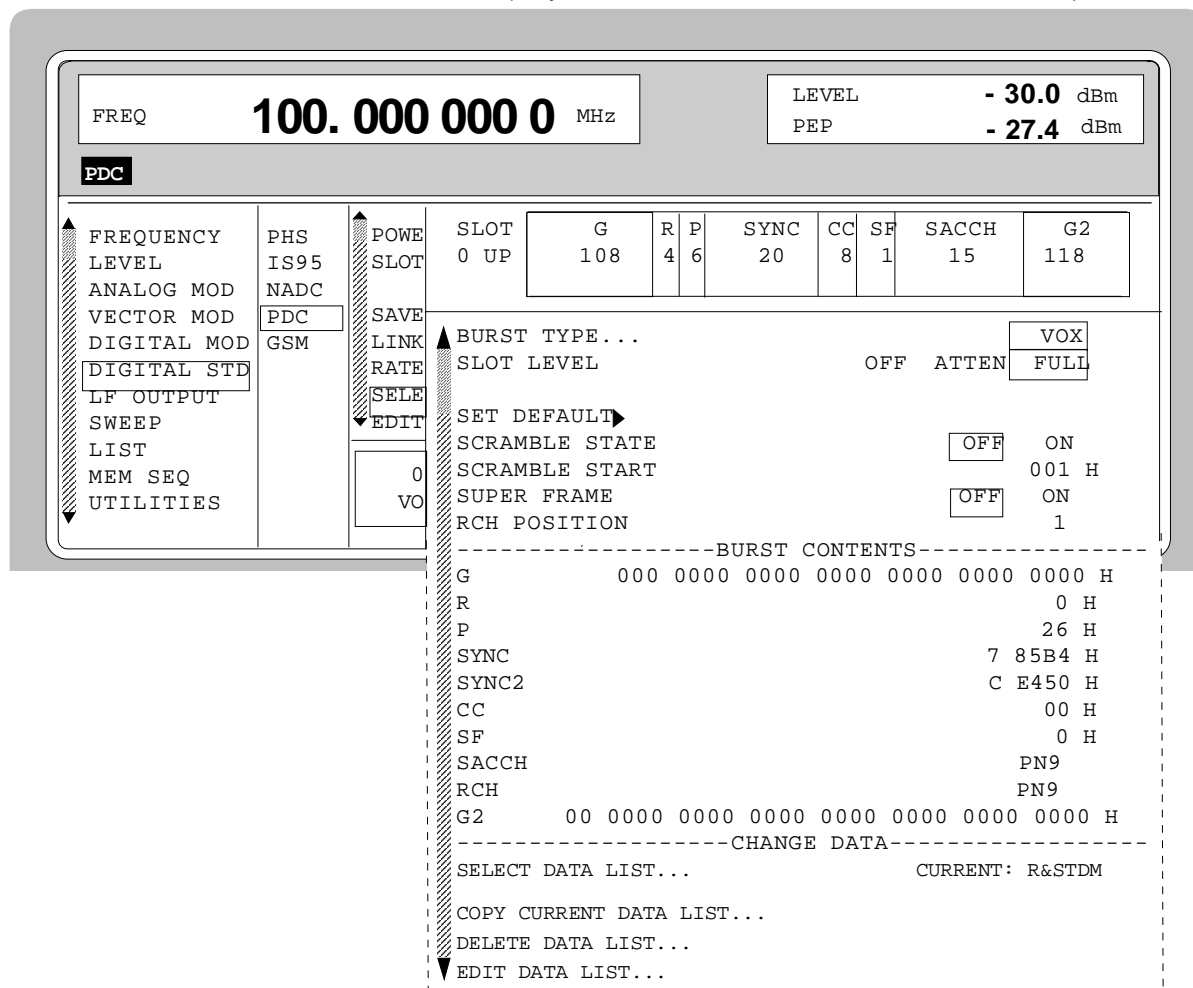 FREQ 100. 000 000 0 MHz
LEVEL - 30.0 dBm
PEP - 27.4 dBm
PDC
FREQUENCY
LEVEL
ANALOG MOD
VECTOR MOD
DIGITAL MOD
DIGITAL STD
LF OUTPUT
SWEEP
LIST
MEM SEQ
UTILITIES
PHS
IS95
NADC
PDC
GSM
POWE
SLOT
SAVE
LINK
RATE
SELE
EDIT
0
VO
SLOT G R P SYNC CC SF SACCH G2
0 UP 108 4 6 20 8 1 15 118
BURST TYPE... VOX
SLOT LEVEL OFF ATTEN FULL
SET DEFAULT
SCRAMBLE STATE OFF ON
SCRAMBLE START 001 H
SUPER FRAME OFF ON
RCH POSITION 1
-------------------BURST CONTENTS-----------------
G 000 0000 0000 0000 0000 0000 0000 H
R 0 H
P 26 H
SYNC 7 85B4 H
SYNC2 C E450 H
CC 00 H
SF 0 H
SACCH PN9
RCH PN9
G2 00 0000 0000 0000 0000 0000 0000 0000 H
--------------------CHANGE DATA-------------------
SELECT DATA LIST... CURRENT: R&STDM
COPY CURRENT DATA LIST...
DELETE DATA LIST...
EDIT DATA LIST...